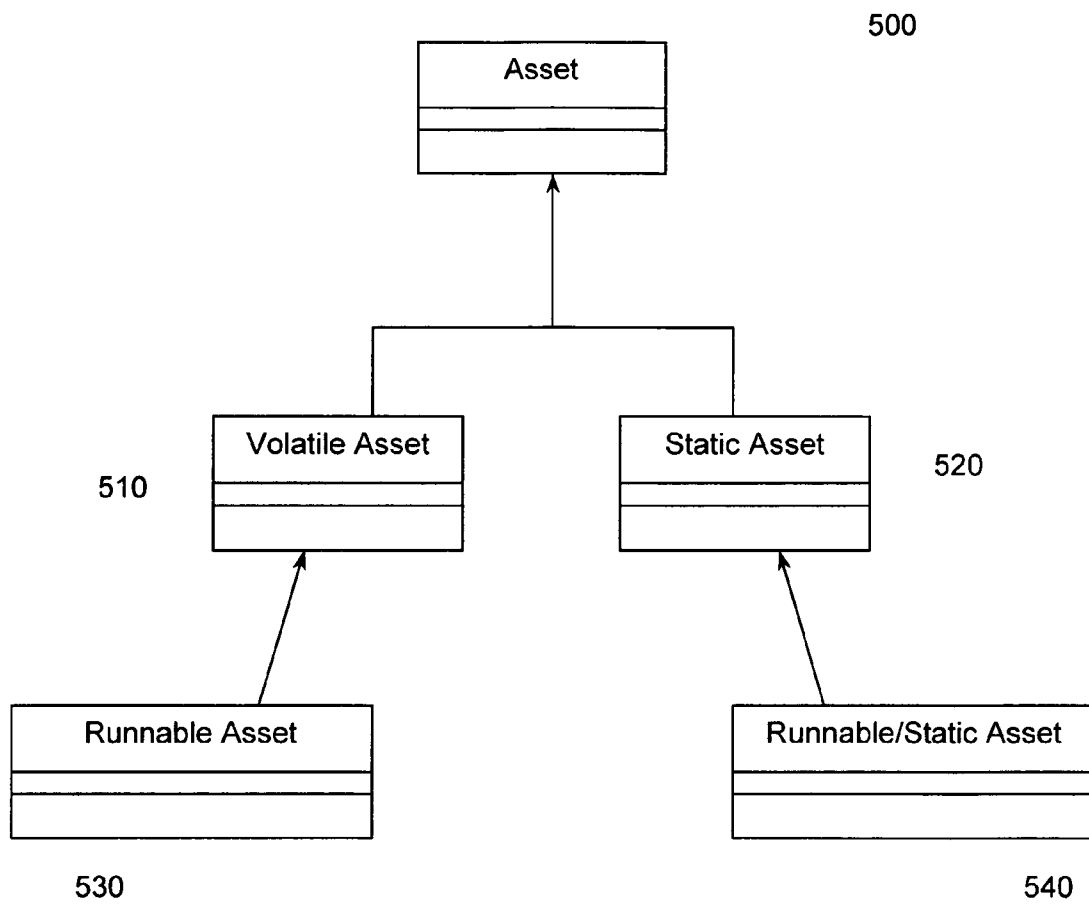 500
Asset
Volatile Asset
Static Asset
520
510
Runnable Asset
Runnable/Static Asset
530
540